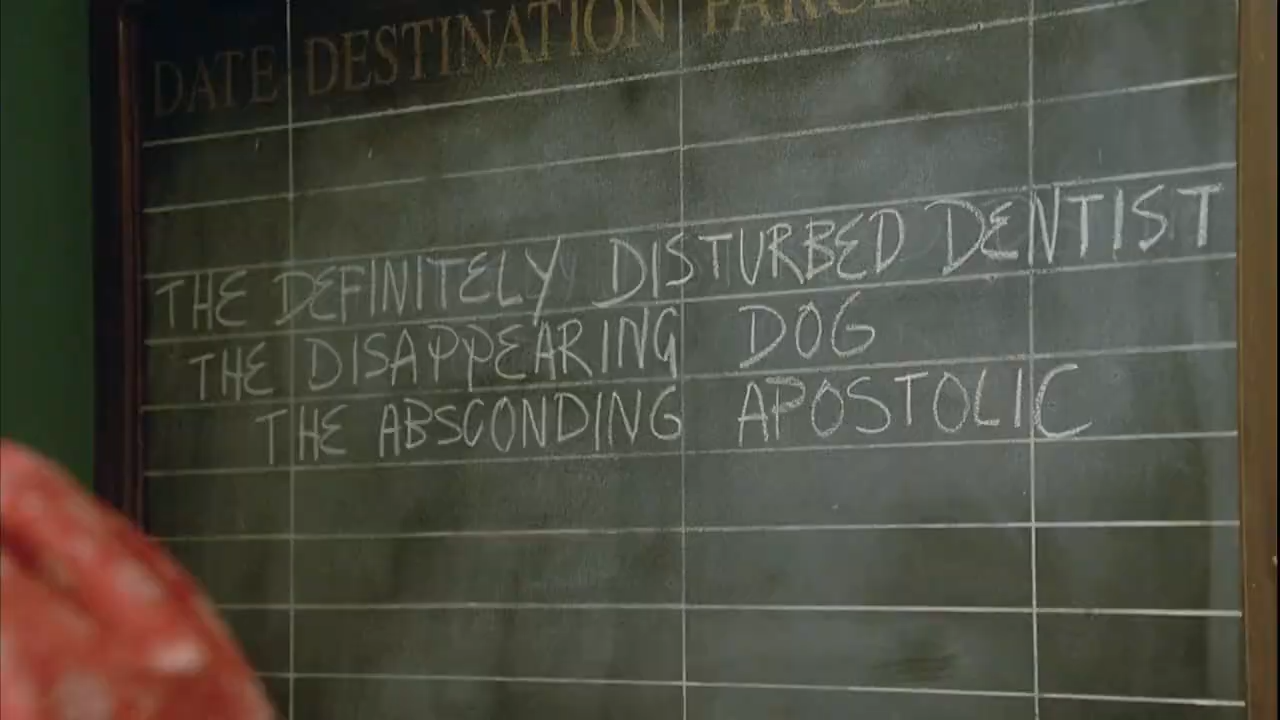 DATE DESTINATION
THE DEFINITELY DISTURBED DENTIST
THE DISAPPEARING DOG
THE ABSCONDING APOSTOLIC